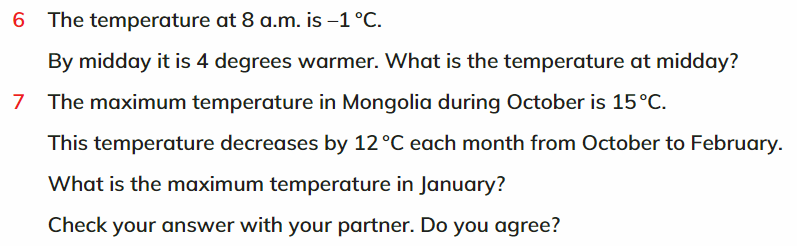 6 The temperature at 8 a.m. is –1 °C.
By midday it is 4 degrees warmer. What is the temperature at midday?
7 The maximum temperature in Mongolia during October is 15 °C.
This temperature decreases by 12 °C each month from October to February.
What is the maximum temperature in January?
Check your answer with your partner. Do you agree?